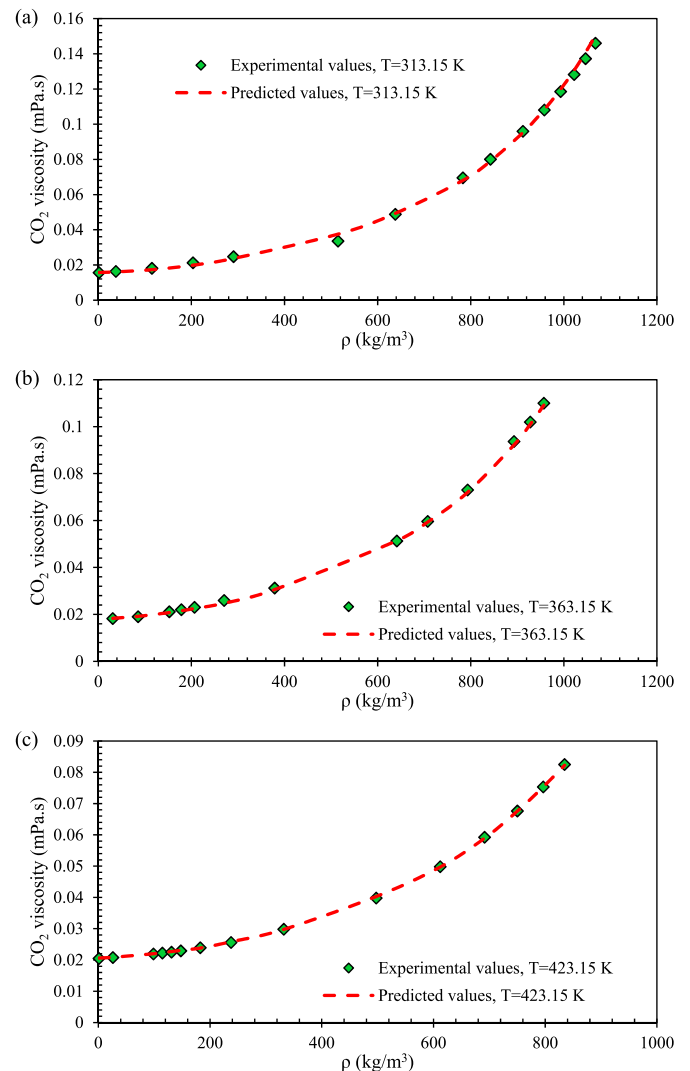 (a)
0.16
0.14
0.12
0.1
0.08
0.06
0.04
0.02
0
CO₂ viscosity (mPa.s)
Experimental values, T=313.15 K
Predicted values, T=313.15 K
0 200 400 600 800 1000 1200
ρ (kg/m³)
(b)
0.12
0.1
0.08
0.06
0.04
0.02
0
CO₂ viscosity (mPa.s)
Experimental values, T=363.15 K
Predicted values, T=363.15 K
0 200 400 600 800 1000 1200
ρ (kg/m³)
(c)
0.09
0.08
0.07
0.06
0.05
0.04
0.03
0.02
0.01
0
CO₂ viscosity (mPa.s)
Experimental values, T=423.15 K
Predicted values, T=423.15 K
0 200 400 600 800 1000
ρ (kg/m³)